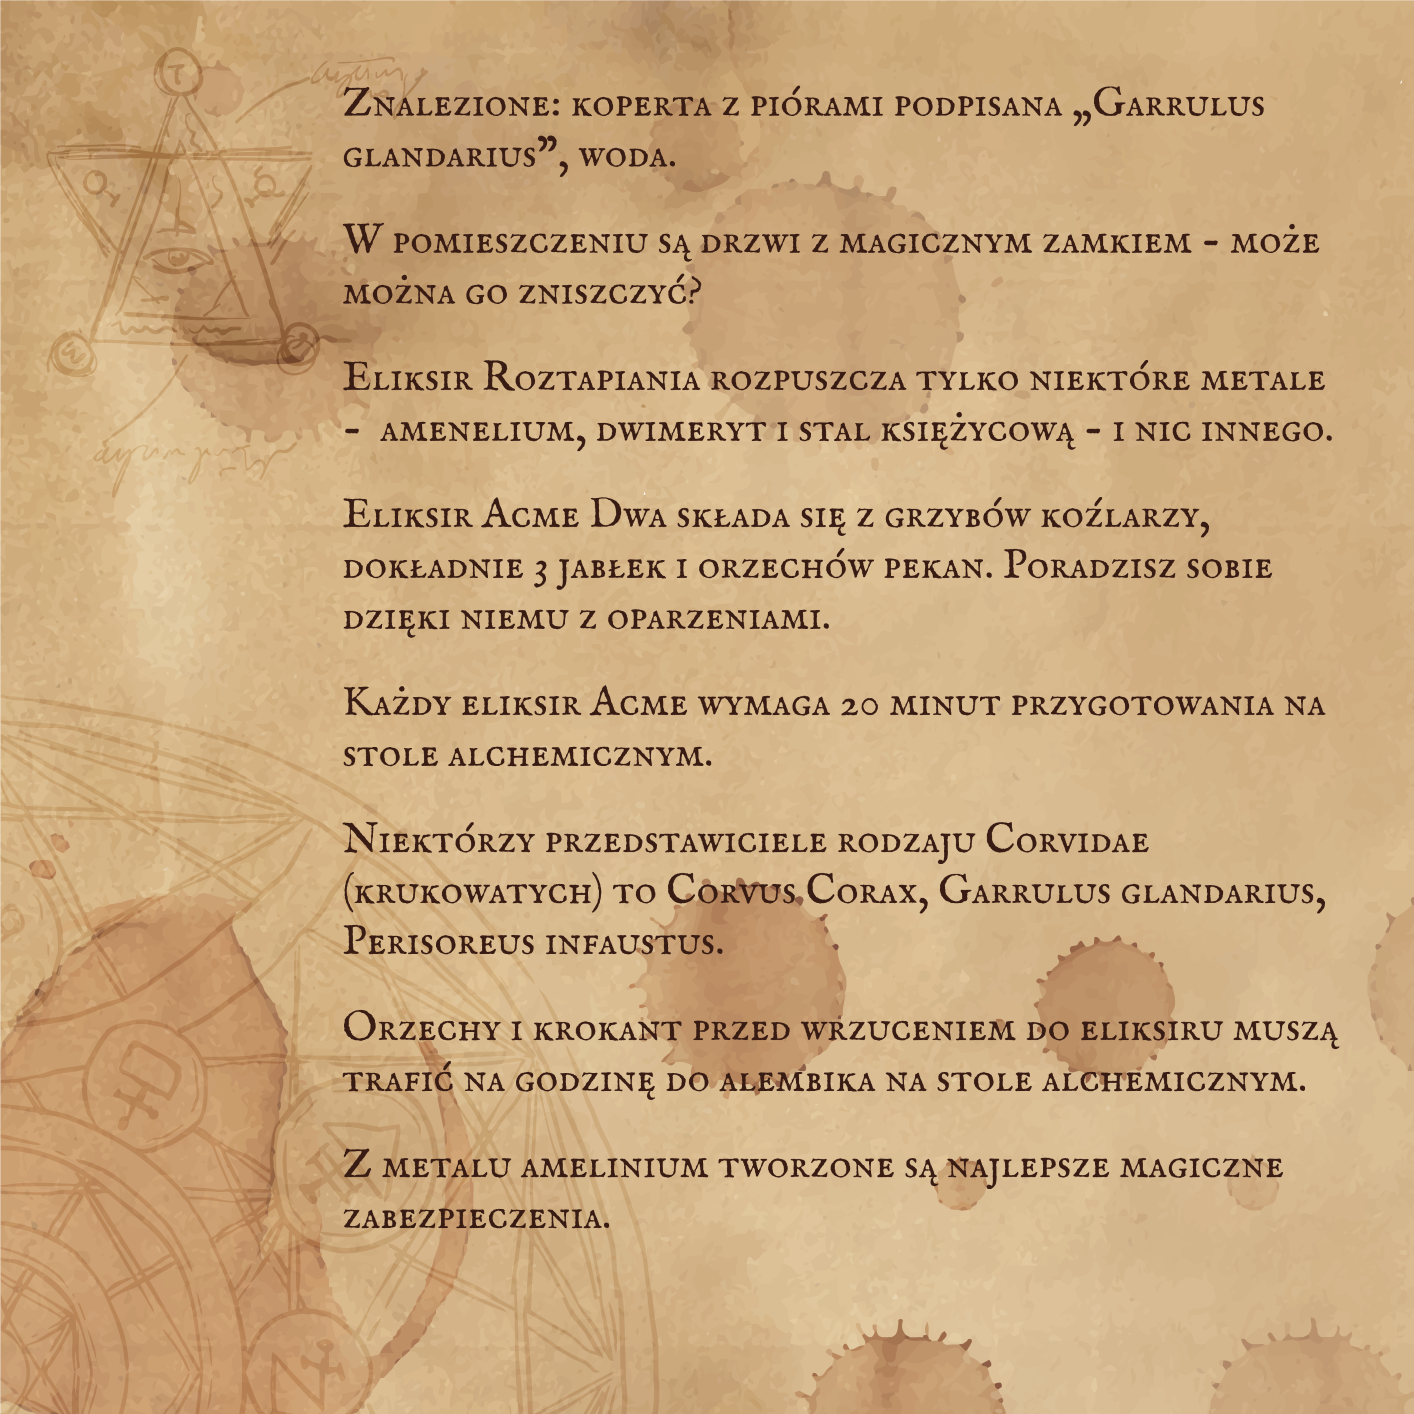 Znalezione: koperta z piórami podpisana „Garrulus
glandarius”, woda.
W pomieszczeniu są drzwi z magicznym zamkiem - może
można go zniszczyć?
Eliksir Roztapiania rozpuszcza tylko niektóre metale
- amenelium, dwimeryt i stal księżycową - i nic innego.
Eliksir Acme Dwa składa się z grzybów koźlarzy,
dokładnie 3 jabłek i orzechów pekan. Poradzisz sobie
dzięki niemu z oparzeniami.
Każdy eliksir Acme wymaga 20 minut przygotowania na
stole alchemicznym.
Niektórzy przedstawiciele rodzaju Corvidae
(krukowatych) to Corvus Corax, Garrulus glandarius,
Perisoreus infaustus.
Orzechy i krokant przed wrzuceniem do eliksiru muszą
trafić na godzinę do alembika na stole alchemicznym.
Z metalu amelinium tworzone są najlepsze magiczne
zabezpieczenia.